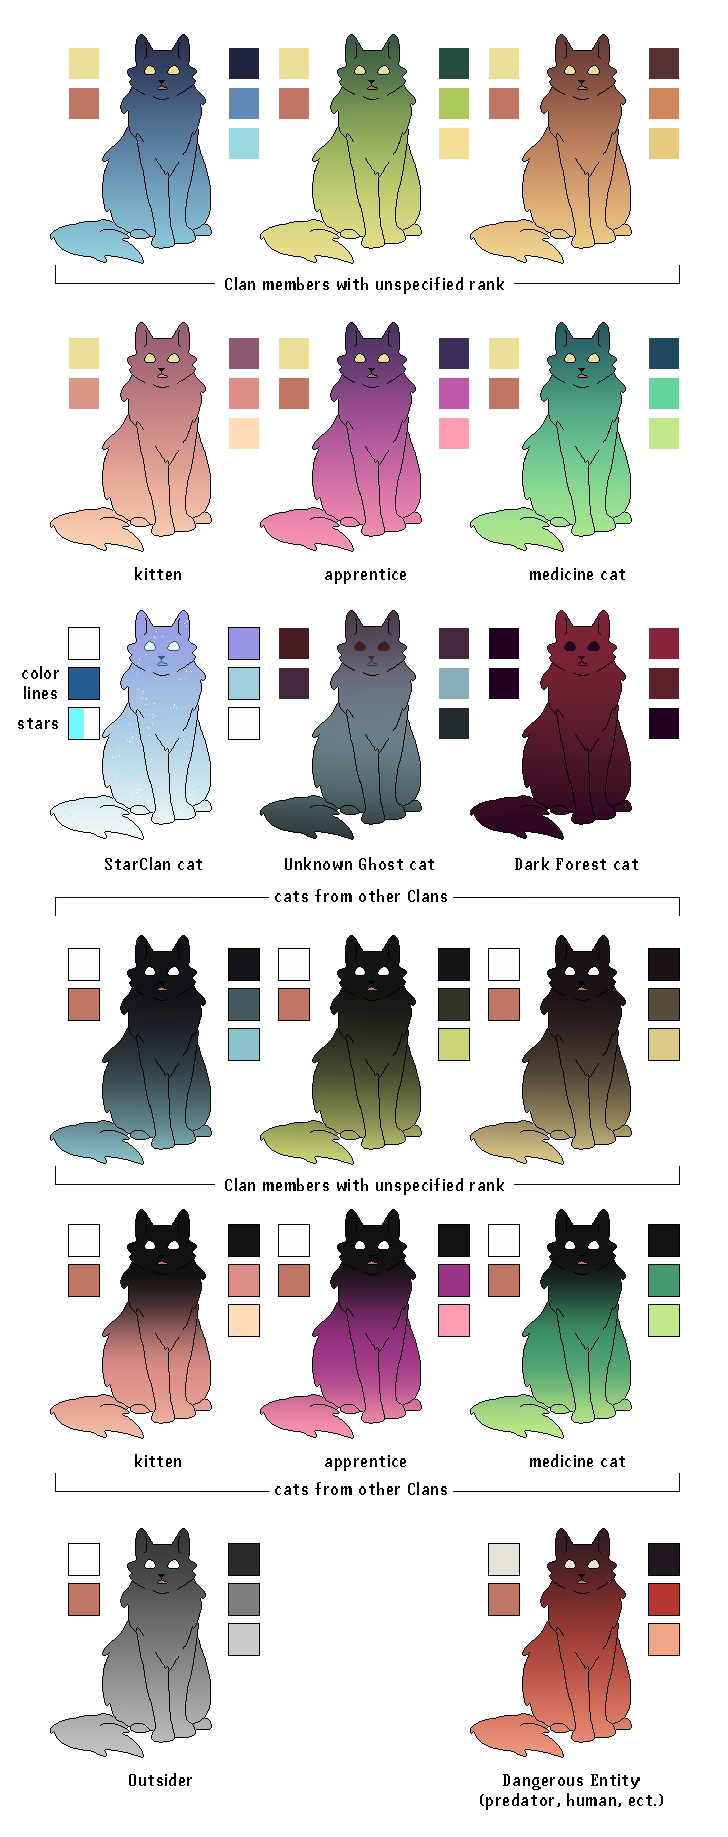 Clan members with unspecified rank
kitten
apprentice
medicine cat
color
lines
stars
StarClan cat
Unknown Ghost cat
Dark Forest cat
cats from other Clans
Clan members with unspecified rank
kitten
apprentice
medicine cat
cats from other Clans
Outsider
Dangerous Entity
(predator, human, ect.)